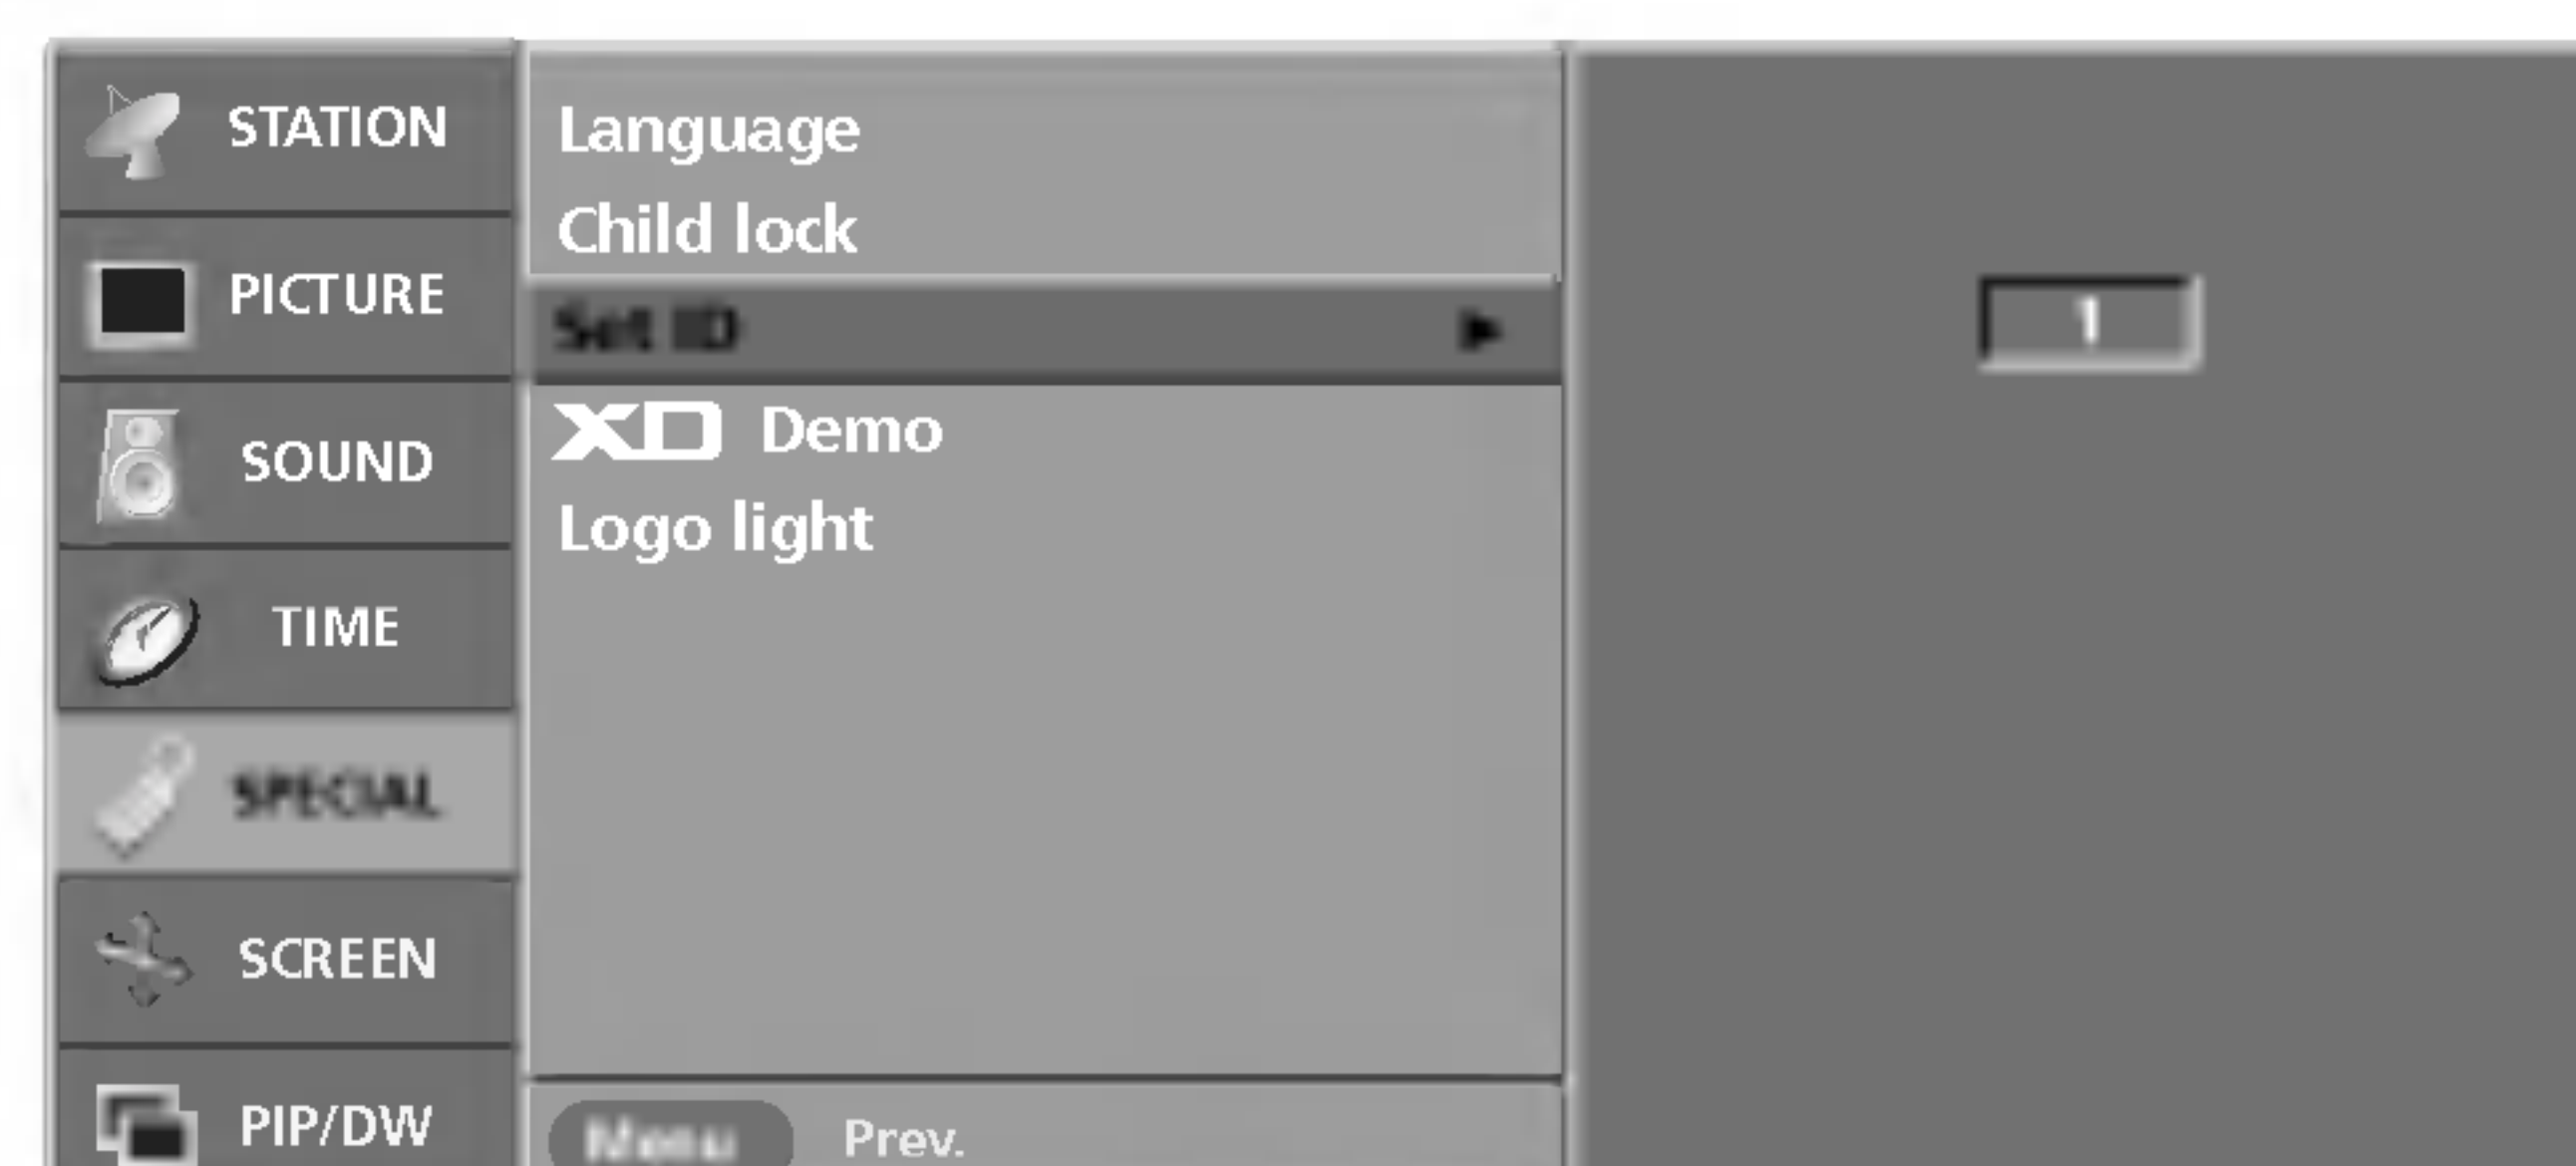 STATION
PICTURE
SOUND
TIME
SPECIAL
SCREEN
PIP/DW
Language
Child lock
Set ID
XD Demo
Logo light
Menu Prev.
1